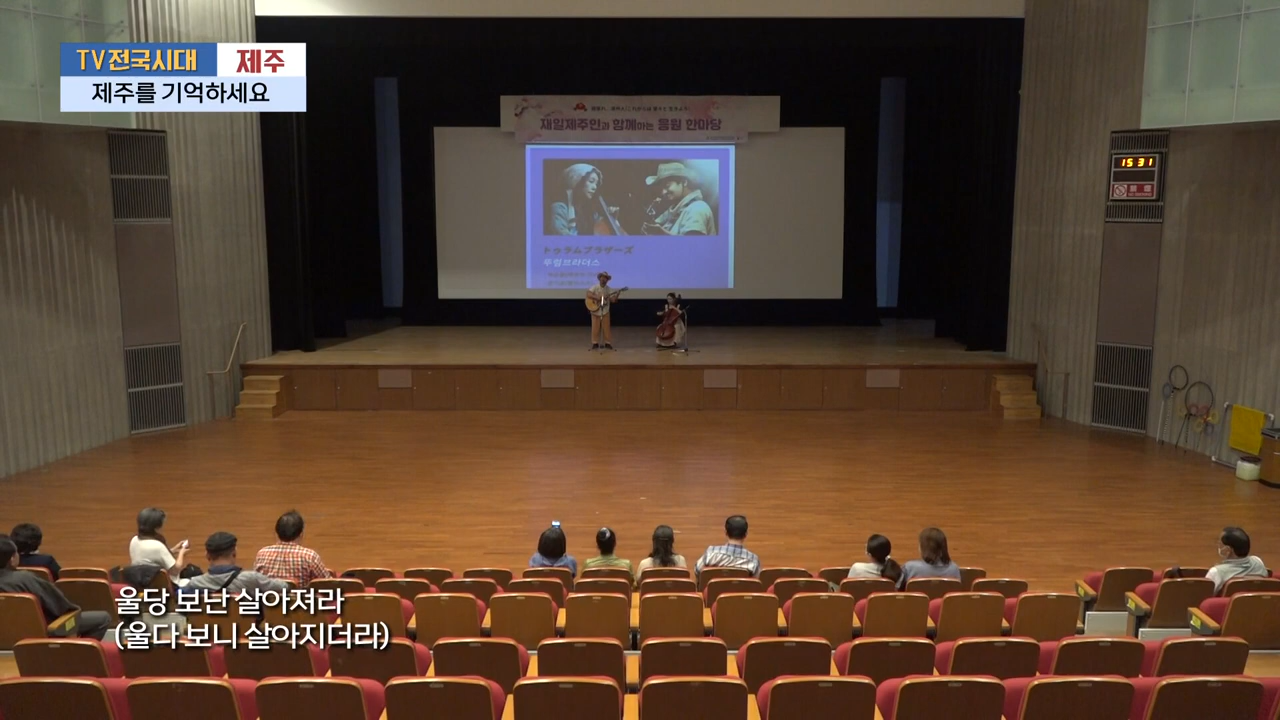 TV전국시대 제주
제주를 기억하세요
재일제주인과 함께하는 응원 한마당
15 31
トゥラムブラザーズ
뚜럼브라더스
울당 보난 살아져라
(울다 보니 살아지더라)